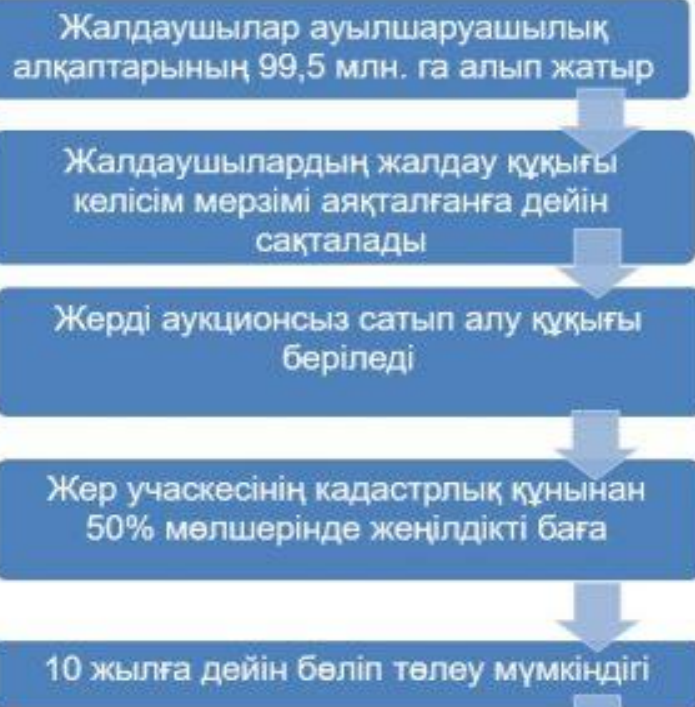 Жалдаушылар ауылшаруашылық
алқаптарының 99,5 млн. га алып жатыр
Жалдаушылардың жалдау құқығы
келісім мерзімі аяқталғанға дейін
сақталады
Жерді аукционсыз сатып алу құқығы
беріледі
Жер учаскесінің кадастрлық құнынан
50% мөлшерінде жеңілдікті баға
10 жылға дейін бөліп төлеу мүмкіндігі